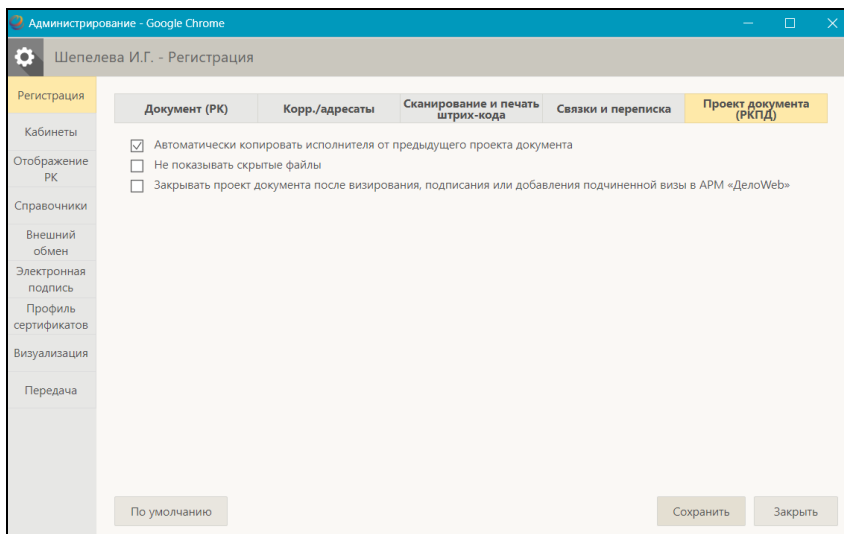 Администрирование - Google Chrome
Шепелева И.Г. - Регистрация
Регистрация
Кабинеты
Отображение
РК
Справочники
Внешний
обмен
Электронная
подпись
Профиль
сертификатов
Визуализация
Передача
Документ (РК)
Корр./адресаты
Сканирование и печать
штрих-кода
Связки и переписка
Проект документа
(РКПД)
Автоматически копировать исполнителя от предыдущего проекта документа
Не показывать скрытые файлы
Закрывать проект документа после визирования, подписания или добавления подчиненной визы в АРМ «ДелоWeb»
По умолчанию
Сохранить
Закрыть